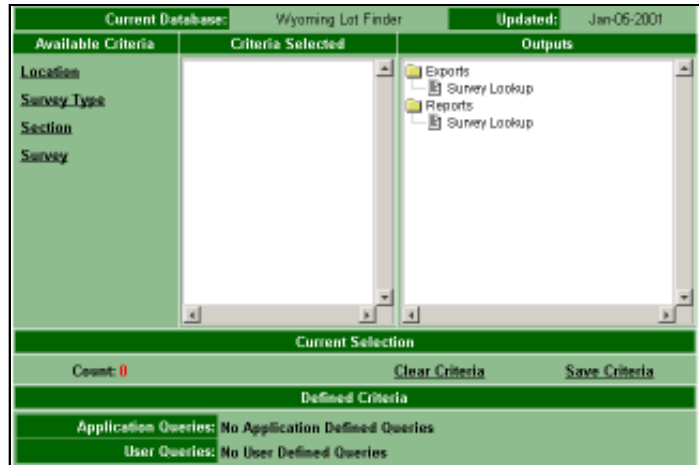 Current Database: Wyoming Lot Finder Updated: Jan-05-2001
Available Criteria Criteria Selected Outputs
Location
Survey Type
Section
Survey
Exports
Survey Lookup
Reports
Survey Lookup
Current Selection
Count: 0 Clear Criteria Save Criteria
Defined Criteria
Application Queries: No Application Defined Queries
User Queries: No User Defined Queries